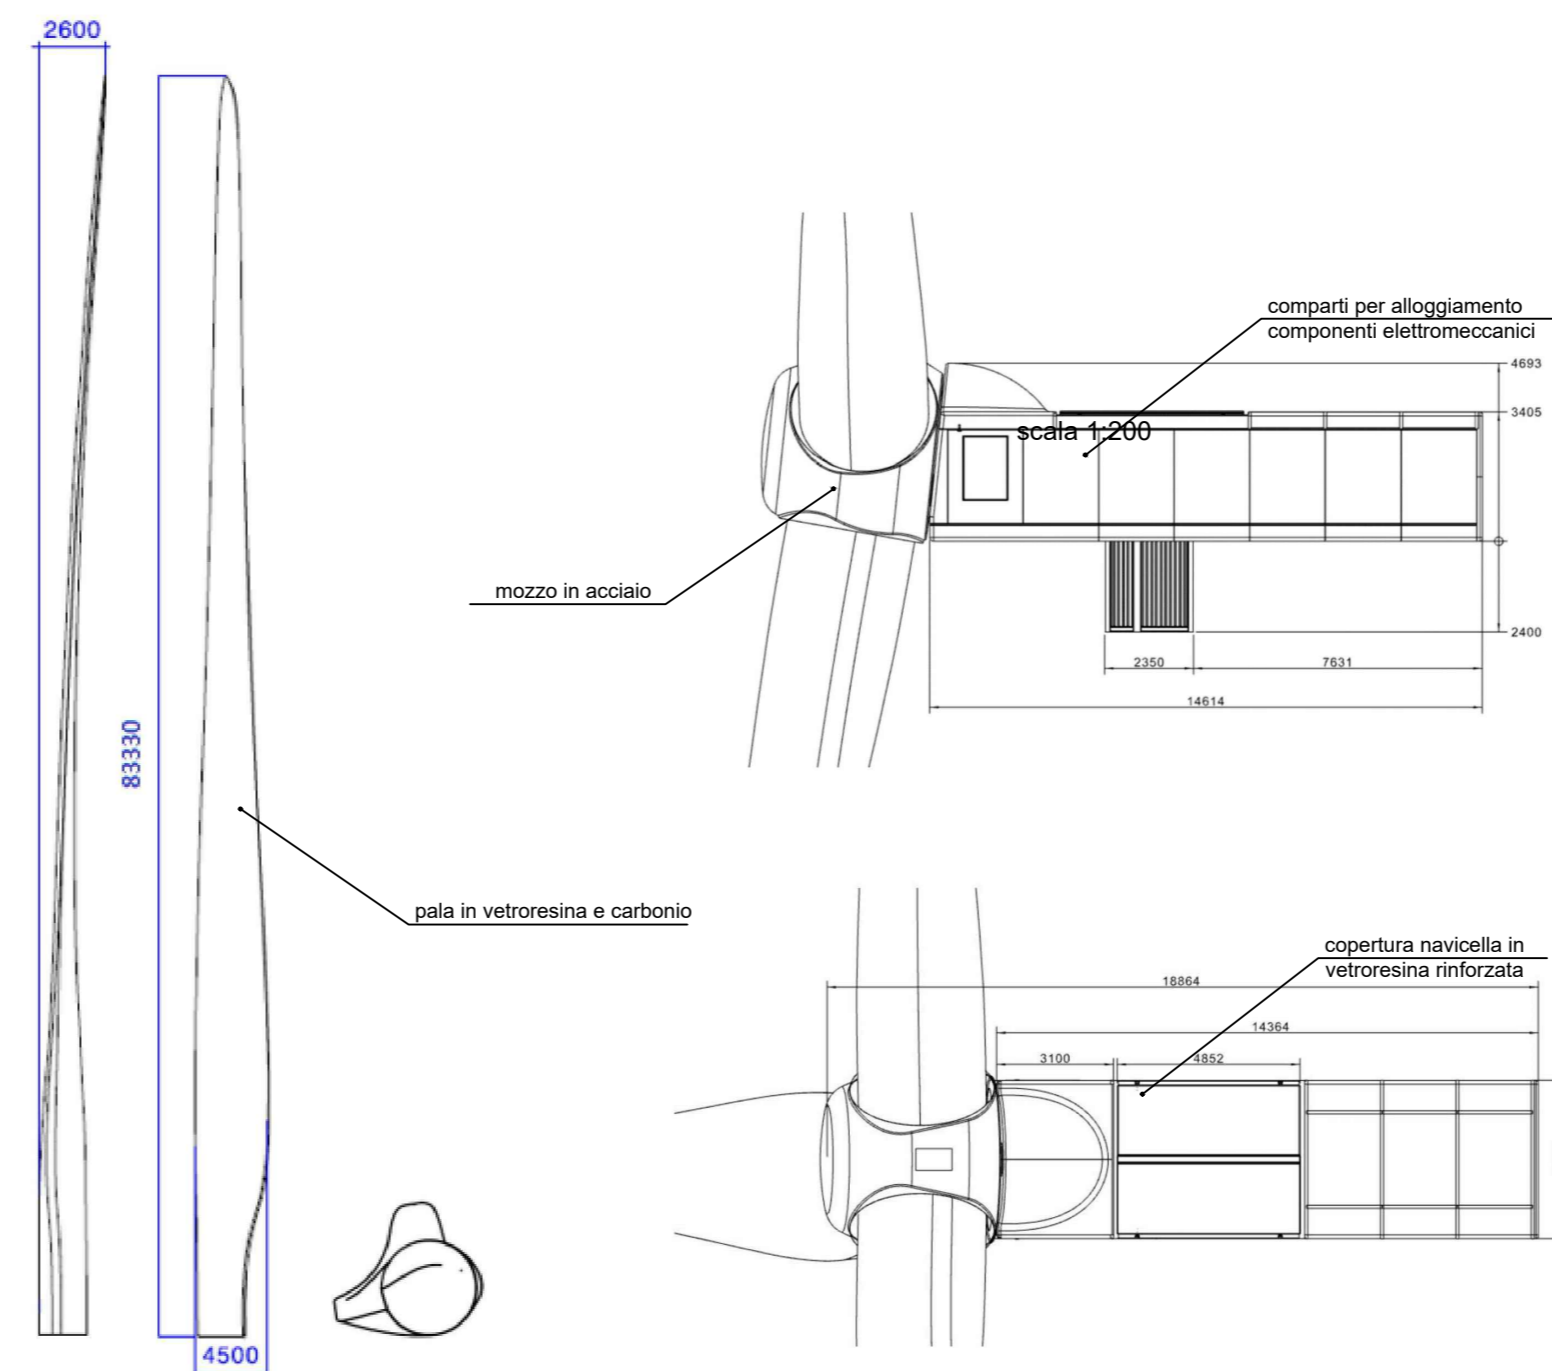 2600
83330
pala in vetroresina e carbonio
4500
comparti per alloggiamento
componenti elettromeccanici
4693
3405
scala 1:200
mozzo in acciaio
2400
2350
7631
14614
copertura navicella in
vetroresina rinforzata
18864
14364
3100
4852